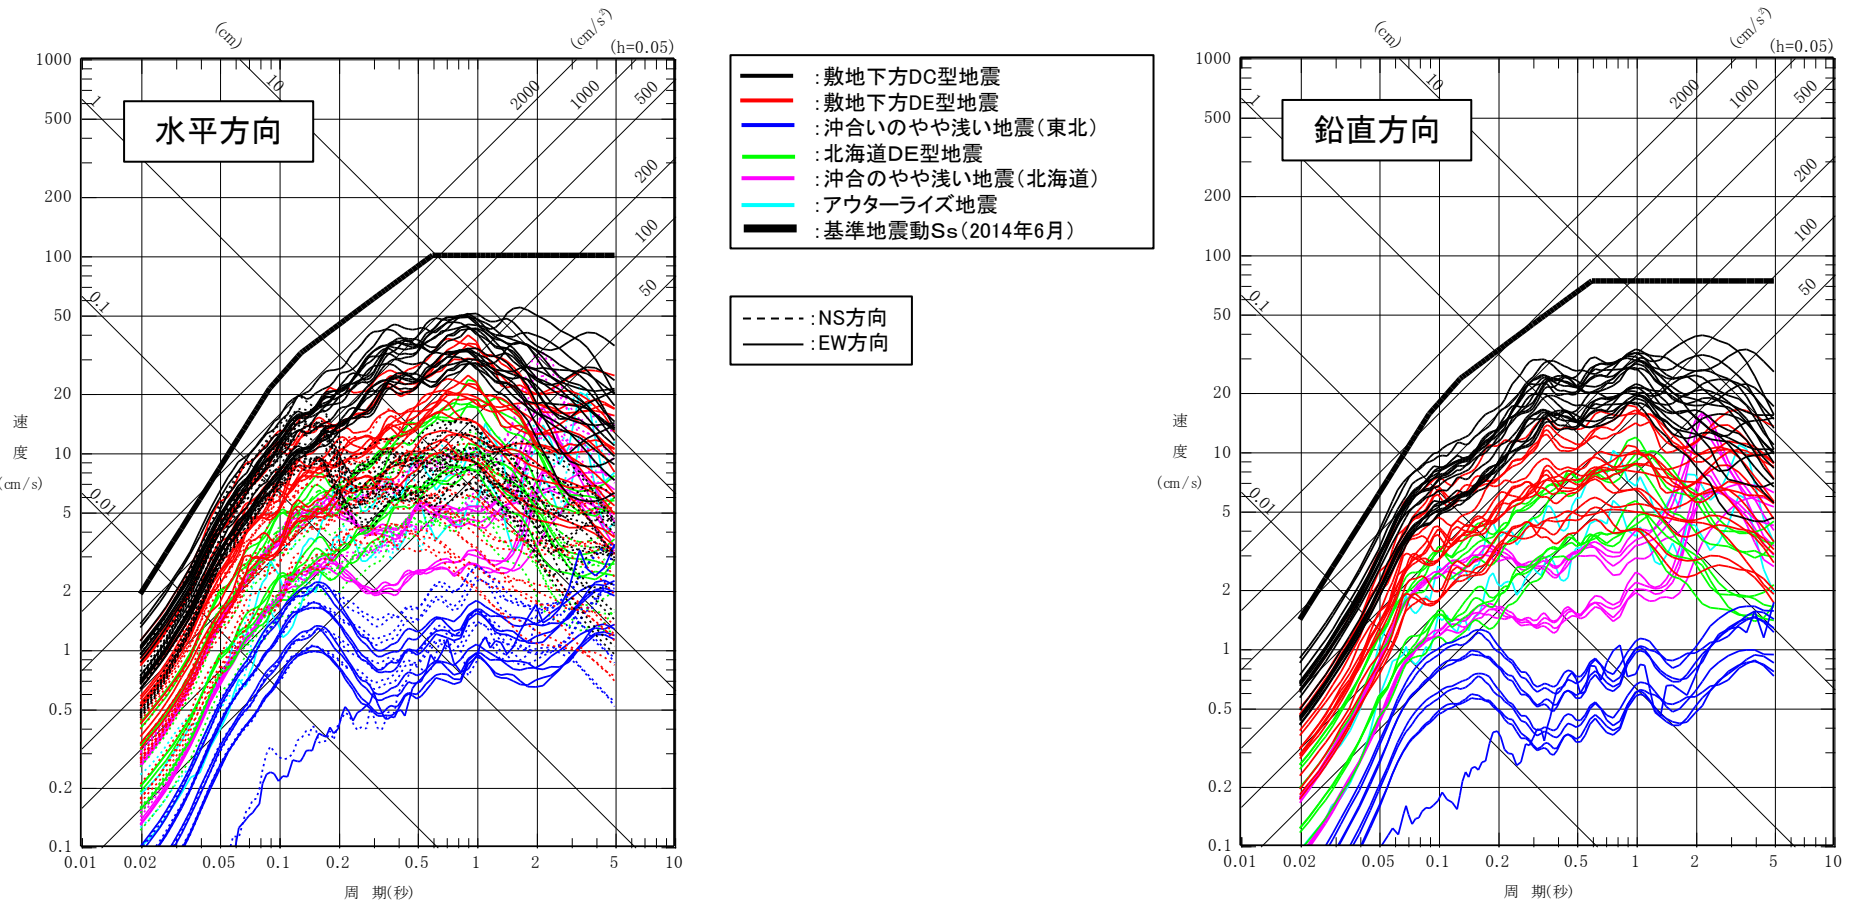 (cm)
(cm/s²)
(h=0.05)
水平方向
1000
500
200
100
50
20
10
5
2
1
0.5
0.2
0.1
1
10
0.1
0.01
2000
1000
500
200
100
50
速
度
(cm/s)
0.01
0.02
0.05
0.1
0.2
0.5
1
2
5
10
周 期(秒)
:敷地下方DC型地震
:敷地下方DE型地震
:沖合いのやや浅い地震(東北)
:北海道DE型地震
:沖合のやや浅い地震(北海道)
:アウターライズ地震
:基準地震動Ss(2014年6月)
:NS方向
:EW方向
(cm)
(cm/s²)
(h=0.05)
鉛直方向
1000
500
200
100
50
20
10
5
2
1
0.5
0.2
0.1
1
10
0.1
0.01
2000
1000
500
200
100
50
速
度
(cm/s)
0.01
0.02
0.05
0.1
0.2
0.5
1
2
5
10
周 期(秒)